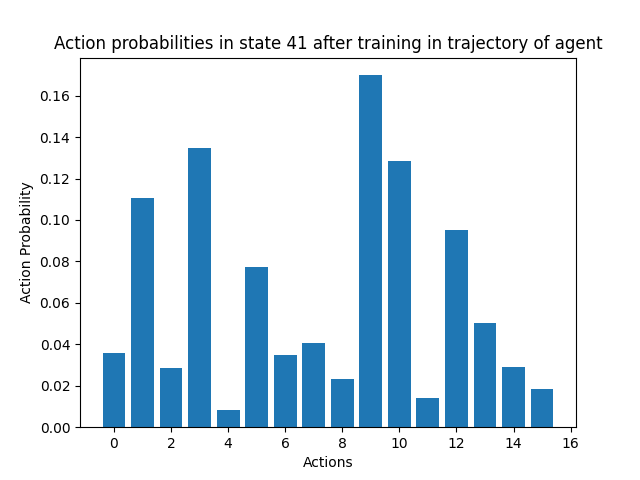 Action probabilities in state 41 after training in trajectory of agent
0.16
0.14
0.12
0.10
0.08
0.06
0.04
0.02
0.00
Action Probability
0 2 4 6 8 10 12 14 16
Actions